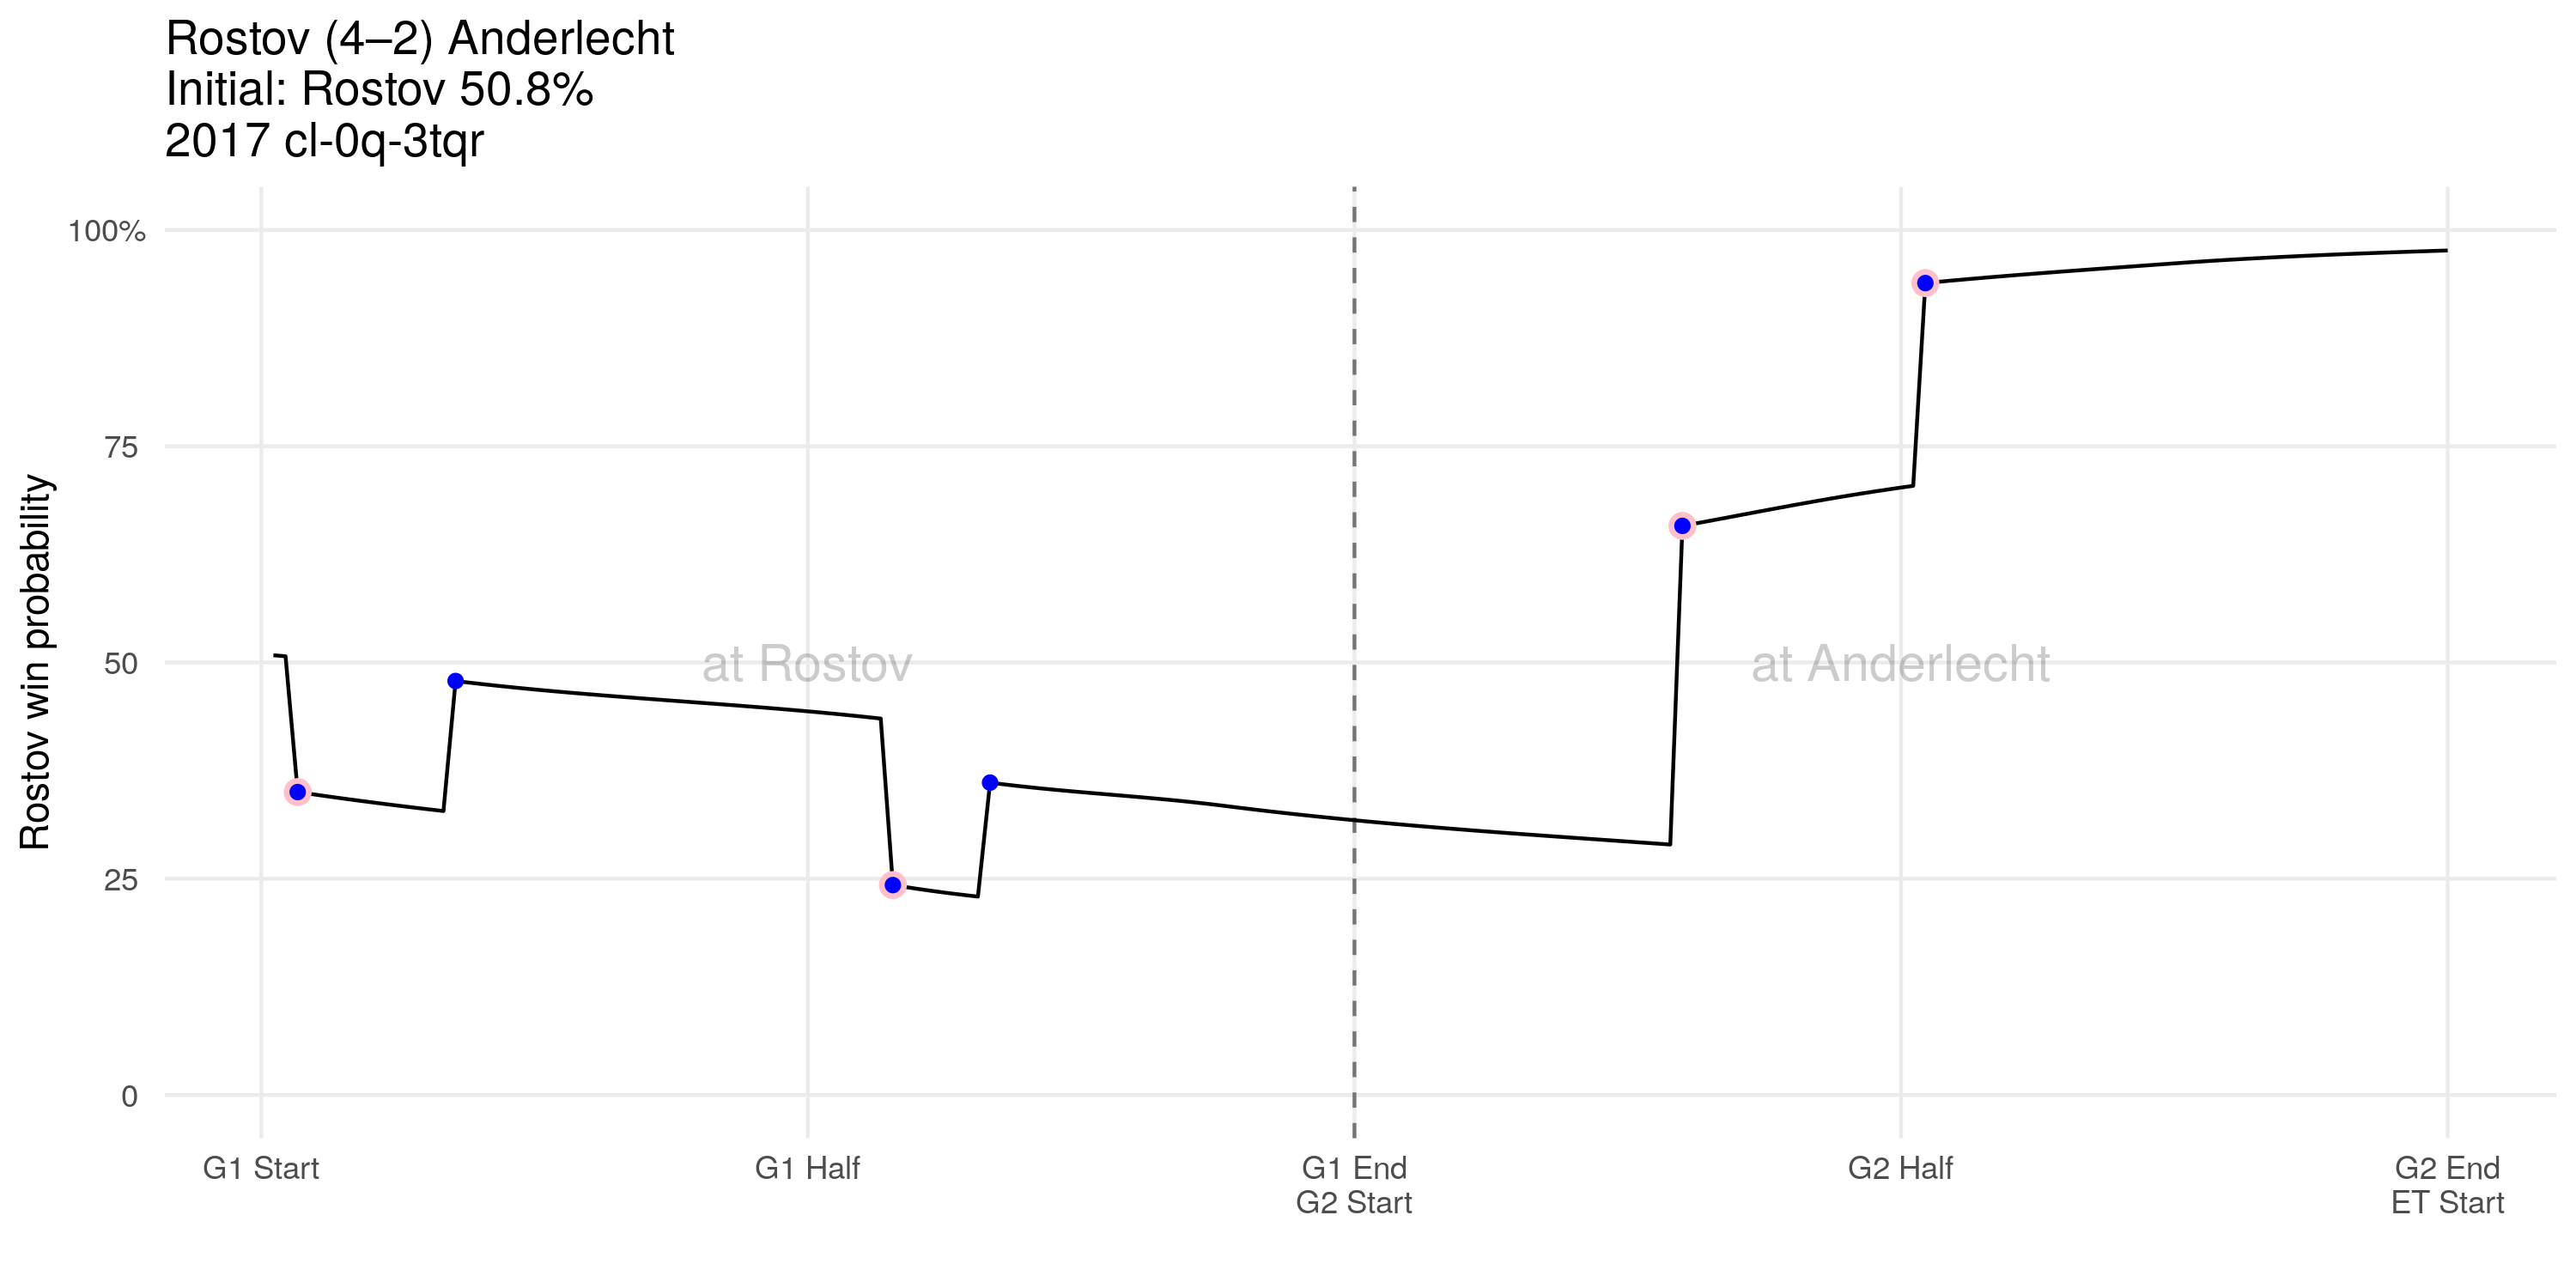 Rostov (4–2) Anderlecht
Initial: Rostov 50.8%
2017 cl-0q-3tqr
Rostov win probability
100%
75
50
25
0
at Rostov
at Anderlecht
G1 Start
G1 Half
G1 End
G2 Start
G2 Half
G2 End
ET Start